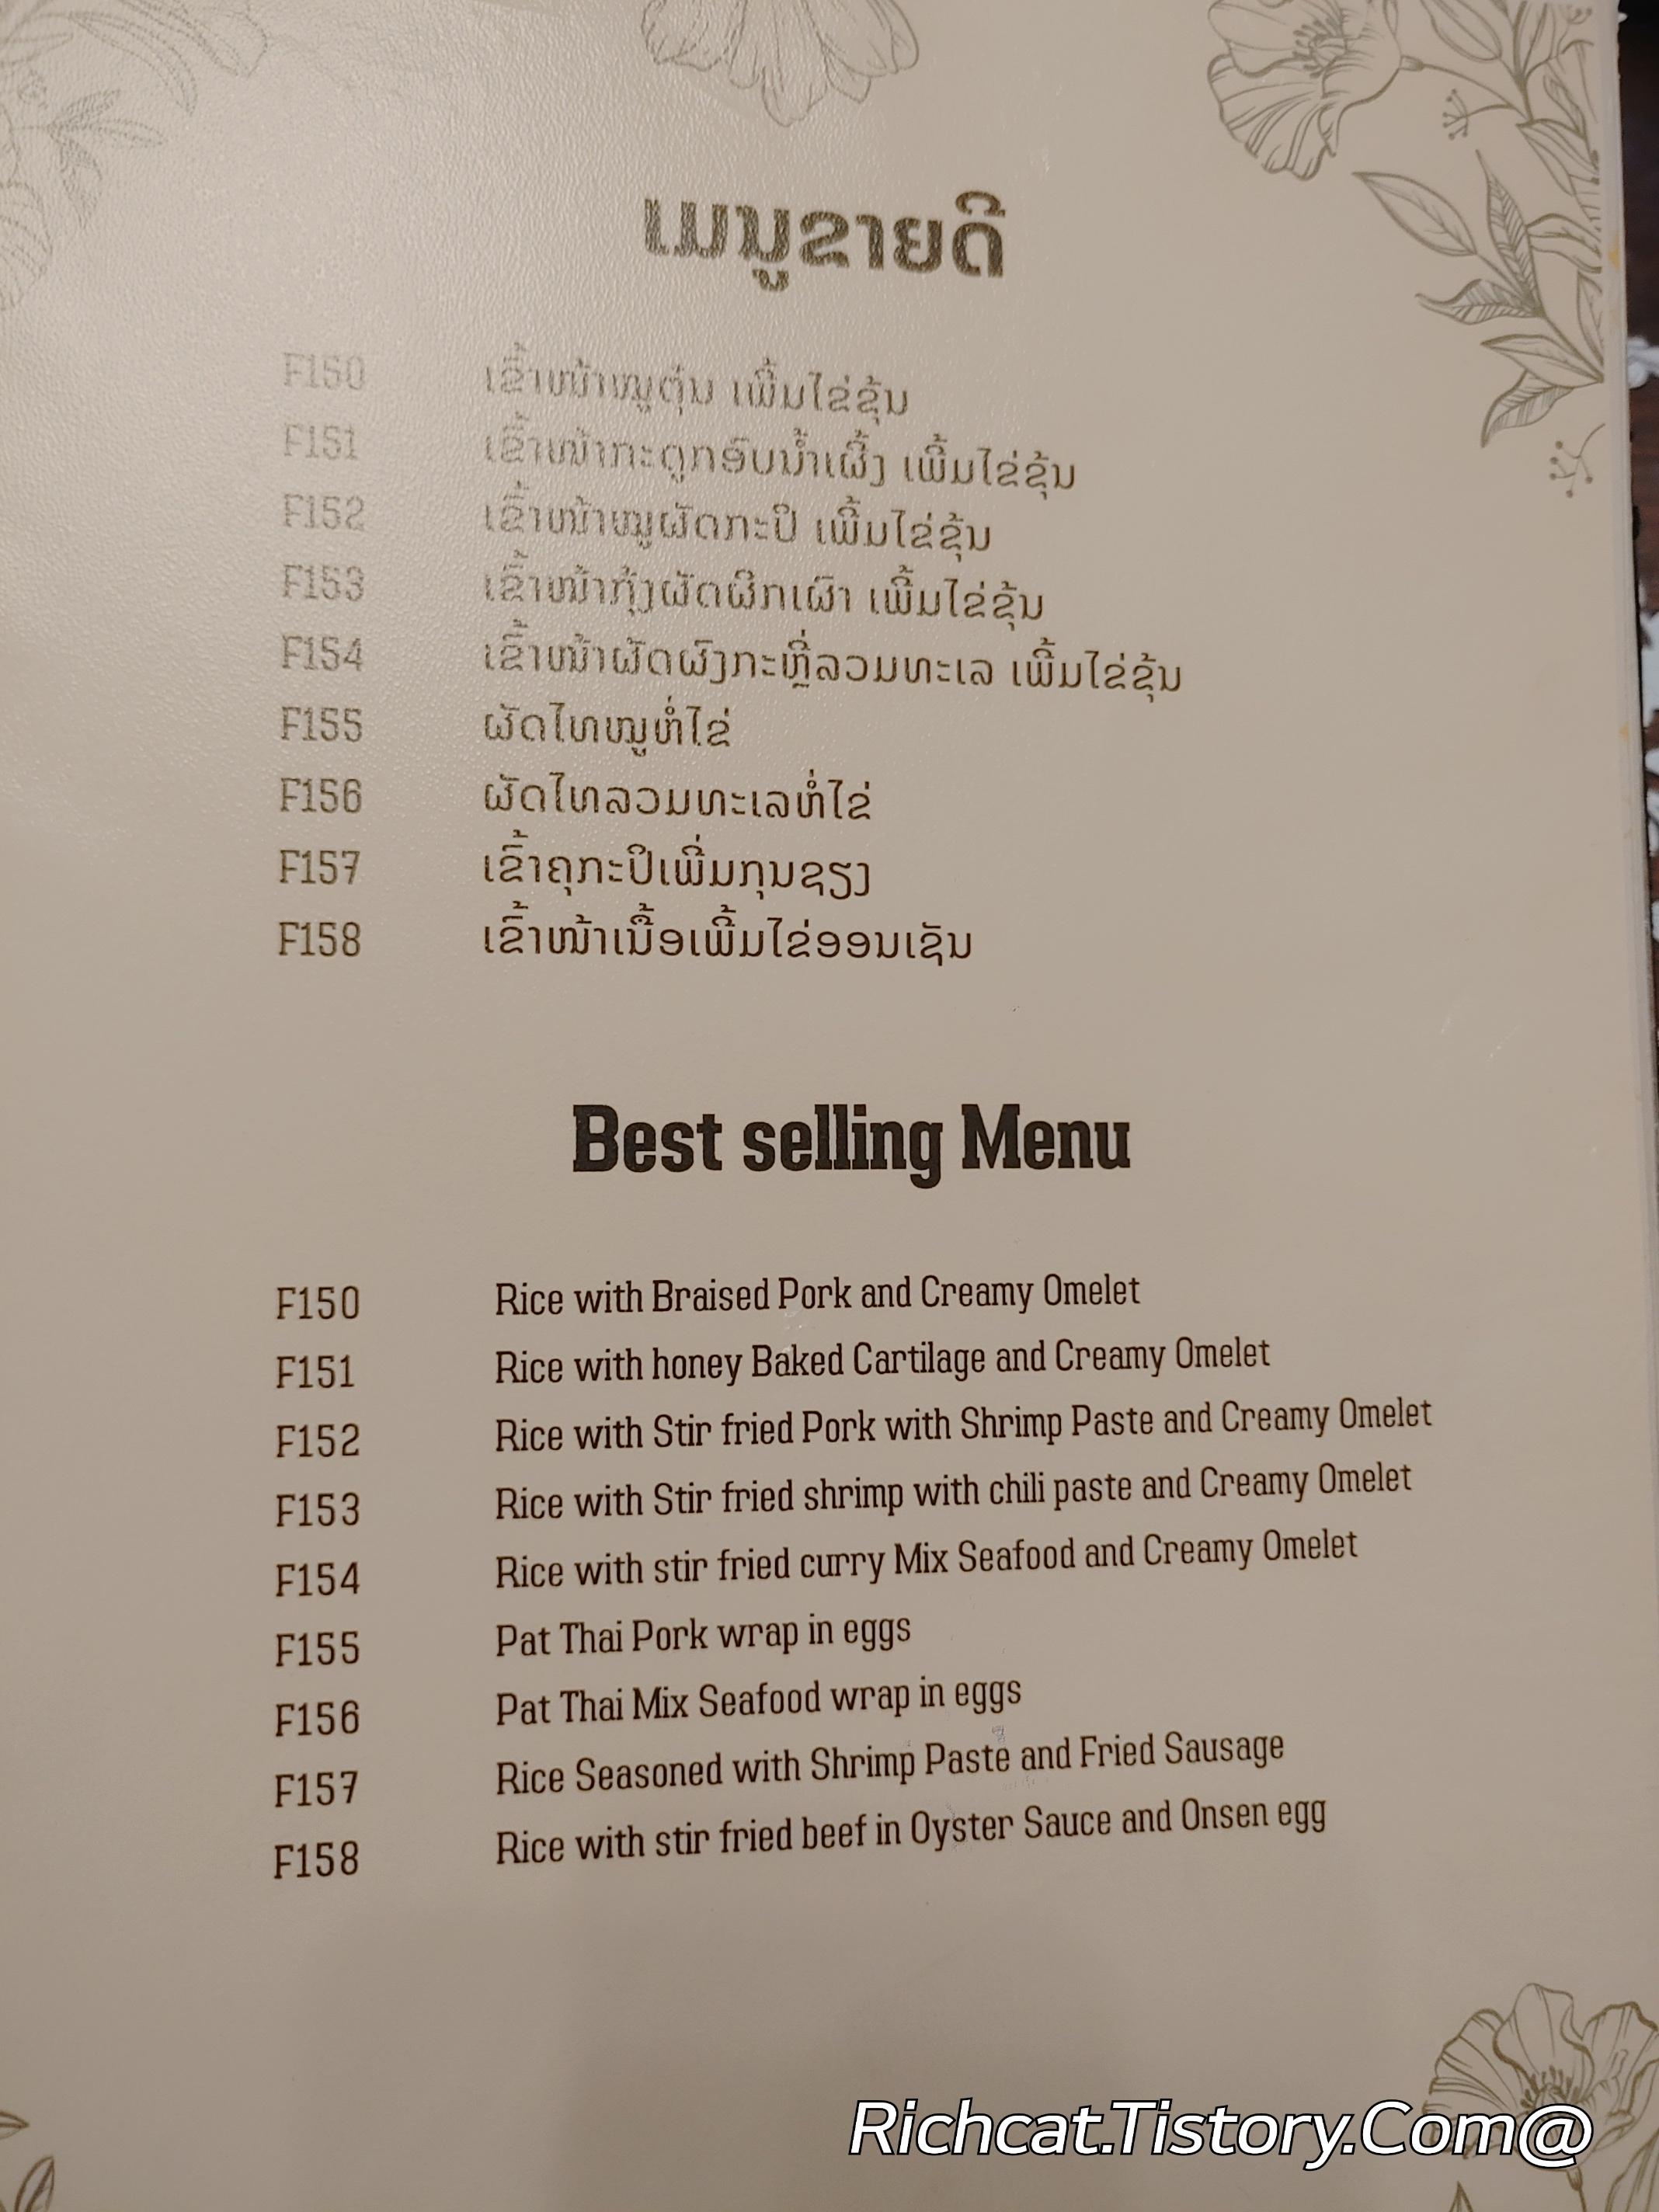 ເມນູຂາຍດີ
F150 ເຂົ້າໜ້າໝູຕຸ່ນ ເພີ້ມໄຂ່ຂຸ້ນ
F151 ເຂົ້າໜ້າກະດູກອົບນ້ຳເຜິ້ງ ເພີ້ມໄຂ່ຂຸ້ນ
F152 ເຂົ້າໜ້າໝູຜັດກະປິ ເພີ້ມໄຂ່ຂຸ້ນ
F153 ເຂົ້າໜ້າກຸ້ງຜັດຜິກເຜົາ ເພີ້ມໄຂ່ຂຸ້ນ
F154 ເຂົ້າໜ້າຜັດຜົງກະຫຼີ່ລວມທະເລ ເພີ້ມໄຂ່ຂຸ້ນ
F155 ຜັດໄທໝູຫໍ່ໄຂ່
F156 ຜັດໄທລວມທະເລຫໍ່ໄຂ່
F157 ເຂົ້າຄຸກະປິເພີ່ມກຸນຊຽງ
F158 ເຂົ້າໜ້າເນື້ອເພີ້ມໄຂ່ອອນເຊັນ
Best selling Menu
F150 Rice with Braised Pork and Creamy Omelet
F151 Rice with honey Baked Cartilage and Creamy Omelet
F152 Rice with Stir fried Pork with Shrimp Paste and Creamy Omelet
F153 Rice with Stir fried shrimp with chili paste and Creamy Omelet
F154 Rice with stir fried curry Mix Seafood and Creamy Omelet
F155 Pat Thai Pork wrap in eggs
F156 Pat Thai Mix Seafood wrap in eggs
F157 Rice Seasoned with Shrimp Paste and Fried Sausage
F158 Rice with stir fried beef in Oyster Sauce and Onsen egg
Richcat.Tistory.Com@